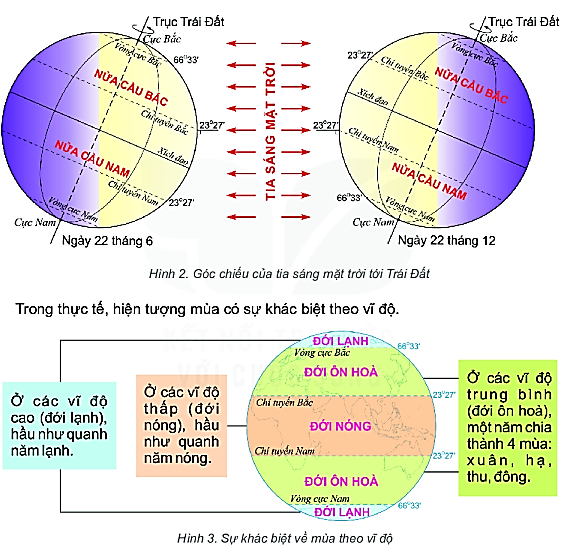 Trục Trái Đất
Cực Bắc
Vòng cực Bắc
66°33'
NỬA CẦU BẮC
Chí tuyến Bắc
23°27'
Xích đạo
NỬA CẦU NAM
Chí tuyến Nam
23°27'
Vòng cực Nam
Cực Nam
Ngày 22 tháng 6
TIA SÁNG MẶT TRỜI
Trục Trái Đất
Cực Bắc
Vòng cực Bắc
23°27'
Chí tuyến Bắc
NỬA CẦU BẮC
Xích đạo
23°27'
Chí tuyến Nam
NỬA CẦU NAM
66°33'
Vòng cực Nam
Cực Nam
Ngày 22 tháng 12
Hình 2. Góc chiếu của tia sáng mặt trời tới Trái Đất
Trong thực tế, hiện tượng mùa có sự khác biệt theo vĩ độ.
KẾT NỐI TRI THỨC
VỚI CUỘC SỐNG
Ở các vĩ độ
cao (đới lạnh),
hầu như quanh
năm lạnh.
Ở các vĩ độ
thấp (đới
nóng), hầu
như quanh
năm nóng.
ĐỚI LẠNH
66°33'
Vòng cực Bắc
ĐỚI ÔN HOÀ
23°27'
Chí tuyến Bắc
ĐỚI NÓNG
Chí tuyến Nam
23°27'
ĐỚI ÔN HOÀ
Vòng cực Nam
66°33'
ĐỚI LẠNH
Ở các vĩ độ
trung bình
(đới ôn hoà),
một năm chia
thành 4 mùa:
xuân, hạ,
thu, đông.
Hình 3. Sự khác biệt về mùa theo vĩ độ